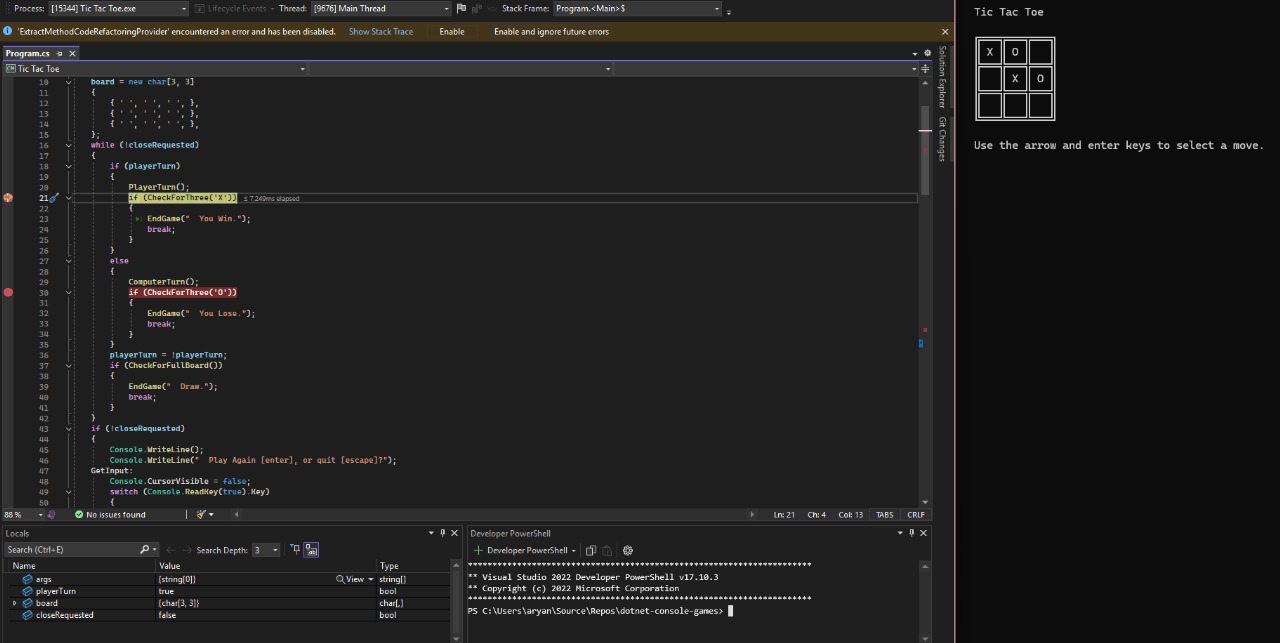 Process: [15344] Tic Tac Toe.exe Lifecycle Events Thread: [9676] Main Thread Stack Frame: Program.<Main>$
'ExtractMethodCodeRefactoringProvider' encountered an error and has been disabled. Show Stack Trace Enable Enable and ignore future errors
Program.cs
Tic Tac Toe
10 board = new char[3, 3]
11 {
12 { ' ', ' ', ' ', },
13 { ' ', ' ', ' ', },
14 { ' ', ' ', ' ', },
15 };
16 while (!closeRequested)
17 {
18 if (playerTurn)
19 {
20 PlayerTurn();
21 if (CheckForThree('X')) ≤ 7,249ms elapsed
22 {
23 EndGame("  You Win.");
24 break;
25 }
26 }
27 else
28 {
29 ComputerTurn();
30 if (CheckForThree('O'))
31 {
32 EndGame("  You Lose.");
33 break;
34 }
35 }
36 playerTurn = !playerTurn;
37 if (CheckForFullBoard())
38 {
39 EndGame("  Draw.");
40 break;
41 }
42 }
43 if (!closeRequested)
44 {
45 Console.WriteLine();
46 Console.WriteLine("  Play Again [enter], or quit [escape]?");
47 GetInput:
48 Console.CursorVisible = false;
49 switch (Console.ReadKey(true).Key)
50 {
88 % No issues found Ln: 21 Ch: 4 Col: 13 TABS CRLF
Solution Explorer
Git Changes
Locals
Search (Ctrl+E) Search Depth: 3
Name Value Type
args {string[0]} View string[]
playerTurn true bool
board {char[3, 3]} char[,]
closeRequested false bool
Developer PowerShell
Developer PowerShell
**********************************************************************
** Visual Studio 2022 Developer PowerShell v17.10.3
** Copyright (c) 2022 Microsoft Corporation
**********************************************************************
PS C:\Users\aryan\Source\Repos\dotnet-console-games>
Tic Tac Toe
X O
X O
Use the arrow and enter keys to select a move.